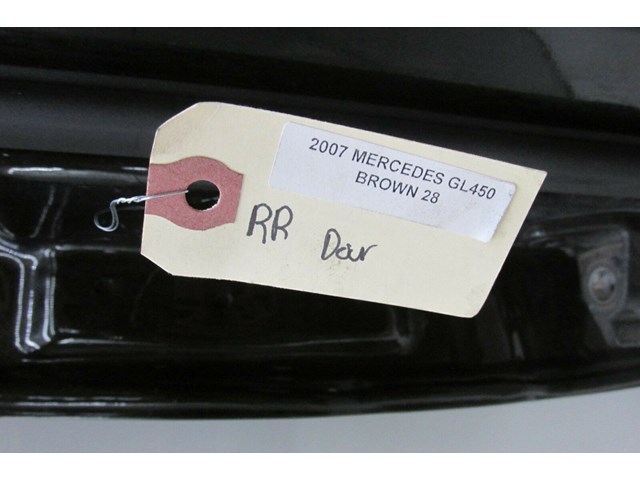 2007 MERCEDES GL450
BROWN 28
RR Door